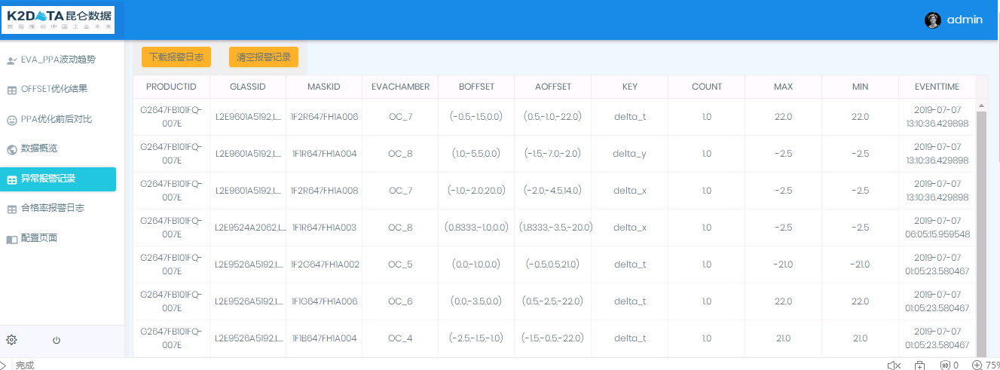 K2DATA昆仑数据
数据推动中国工业未来
admin
EVA_PPA波动趋势
OFFSET优化结果
PPA优化前后对比
数据概览
异常报警记录
合格率报警日志
配置页面
下载报警日志 清空报警记录
PRODUCTID GLASSID MASKID EVACHAMBER BOFFSET AOFFSET KEY COUNT MAX MIN EVENTTIME
G2647FB101FQ-007E L2E9601A5192,L... 1F2R647FH1A006 OC_7 (-0.5,-1.5,0.0) (0.5,-1.0,-22.0) delta_t 1.0 22.0 22.0 2019-07-07 13:10:36.429898
G2647FB101FQ-007E L2E9601A5192,L... 1F1R647FH1A004 OC_8 (1.0,-5.5,0.0) (-1.5,-7.0,-2.0) delta_y 1.0 -2.5 -2.5 2019-07-07 13:10:36.429898
G2647FB101FQ-007E L2E9601A5192,L... 1F2R647FH1A008 OC_7 (-1.0,-2.0,20.0) (-2.0,-4.5,14.0) delta_x 1.0 -2.5 -2.5 2019-07-07 13:10:36.429898
G2647FB101FQ-007E L2E9524A2062,L... 1F1R647FH1A003 OC_8 (0.8333,-1.0,0.0) (1.8333,-3.5,-20.0) delta_x 1.0 -2.5 -2.5 2019-07-07 06:05:15.959548
G2647FB101FQ-007E L2E9526A5192,L... 1F2G647FH1A002 OC_5 (0.0,-1.0,0.0) (-0.5,0.5,21.0) delta_t 1.0 -21.0 -21.0 2019-07-07 01:05:23.580467
G2647FB101FQ-007E L2E9526A5192,L... 1F1G647FH1A006 OC_6 (0.0,-3.5,0.0) (0.5,-2.5,-22.0) delta_t 1.0 22.0 22.0 2019-07-07 01:05:23.580467
G2647FB101FQ-007E L2E9526A5192,L... 1F1B647FH1A004 OC_4 (-2.5,-1.5,-1.0) (-1.5,-0.5,-22.0) delta_t 1.0 21.0 21.0 2019-07-07 01:05:23.580467
完成 AD 0 75%